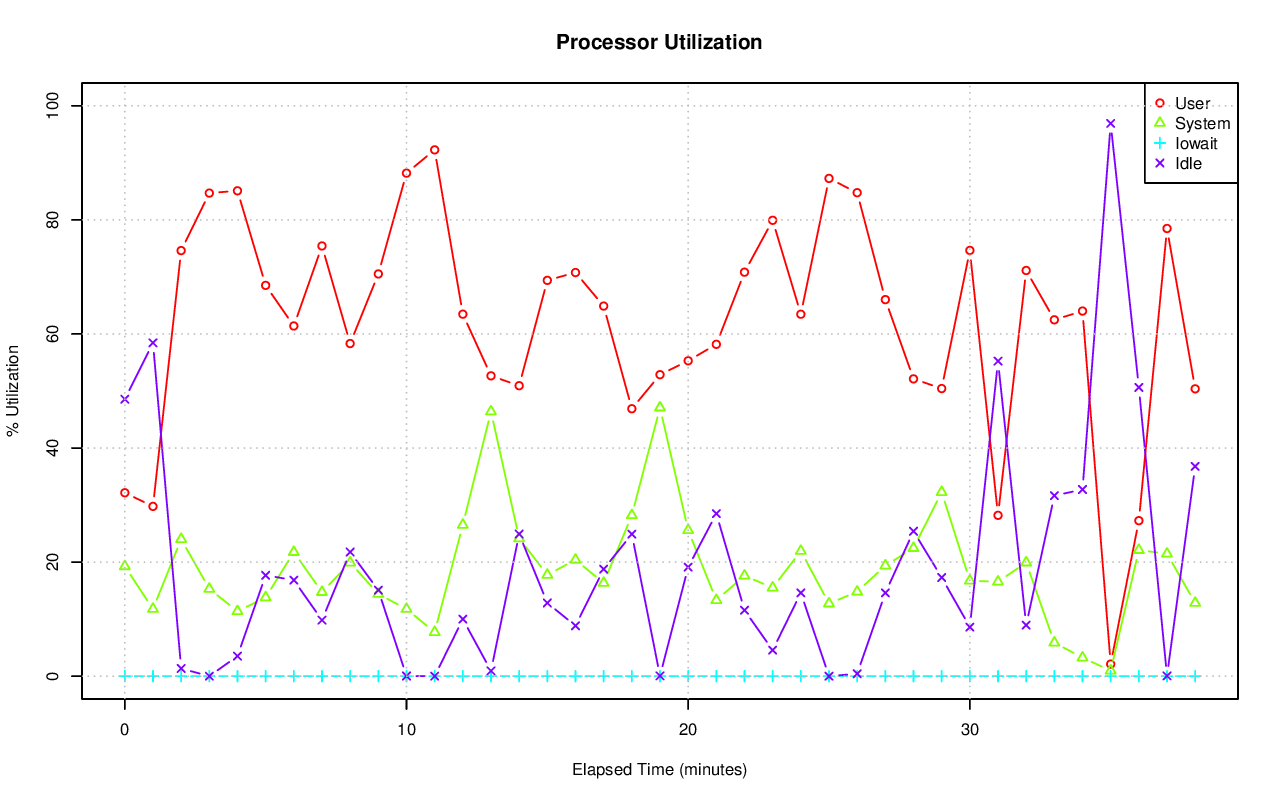 Processor Utilization
User
System
Iowait
Idle
% Utilization
100
80
60
40
20
0
0 10 20 30
Elapsed Time (minutes)